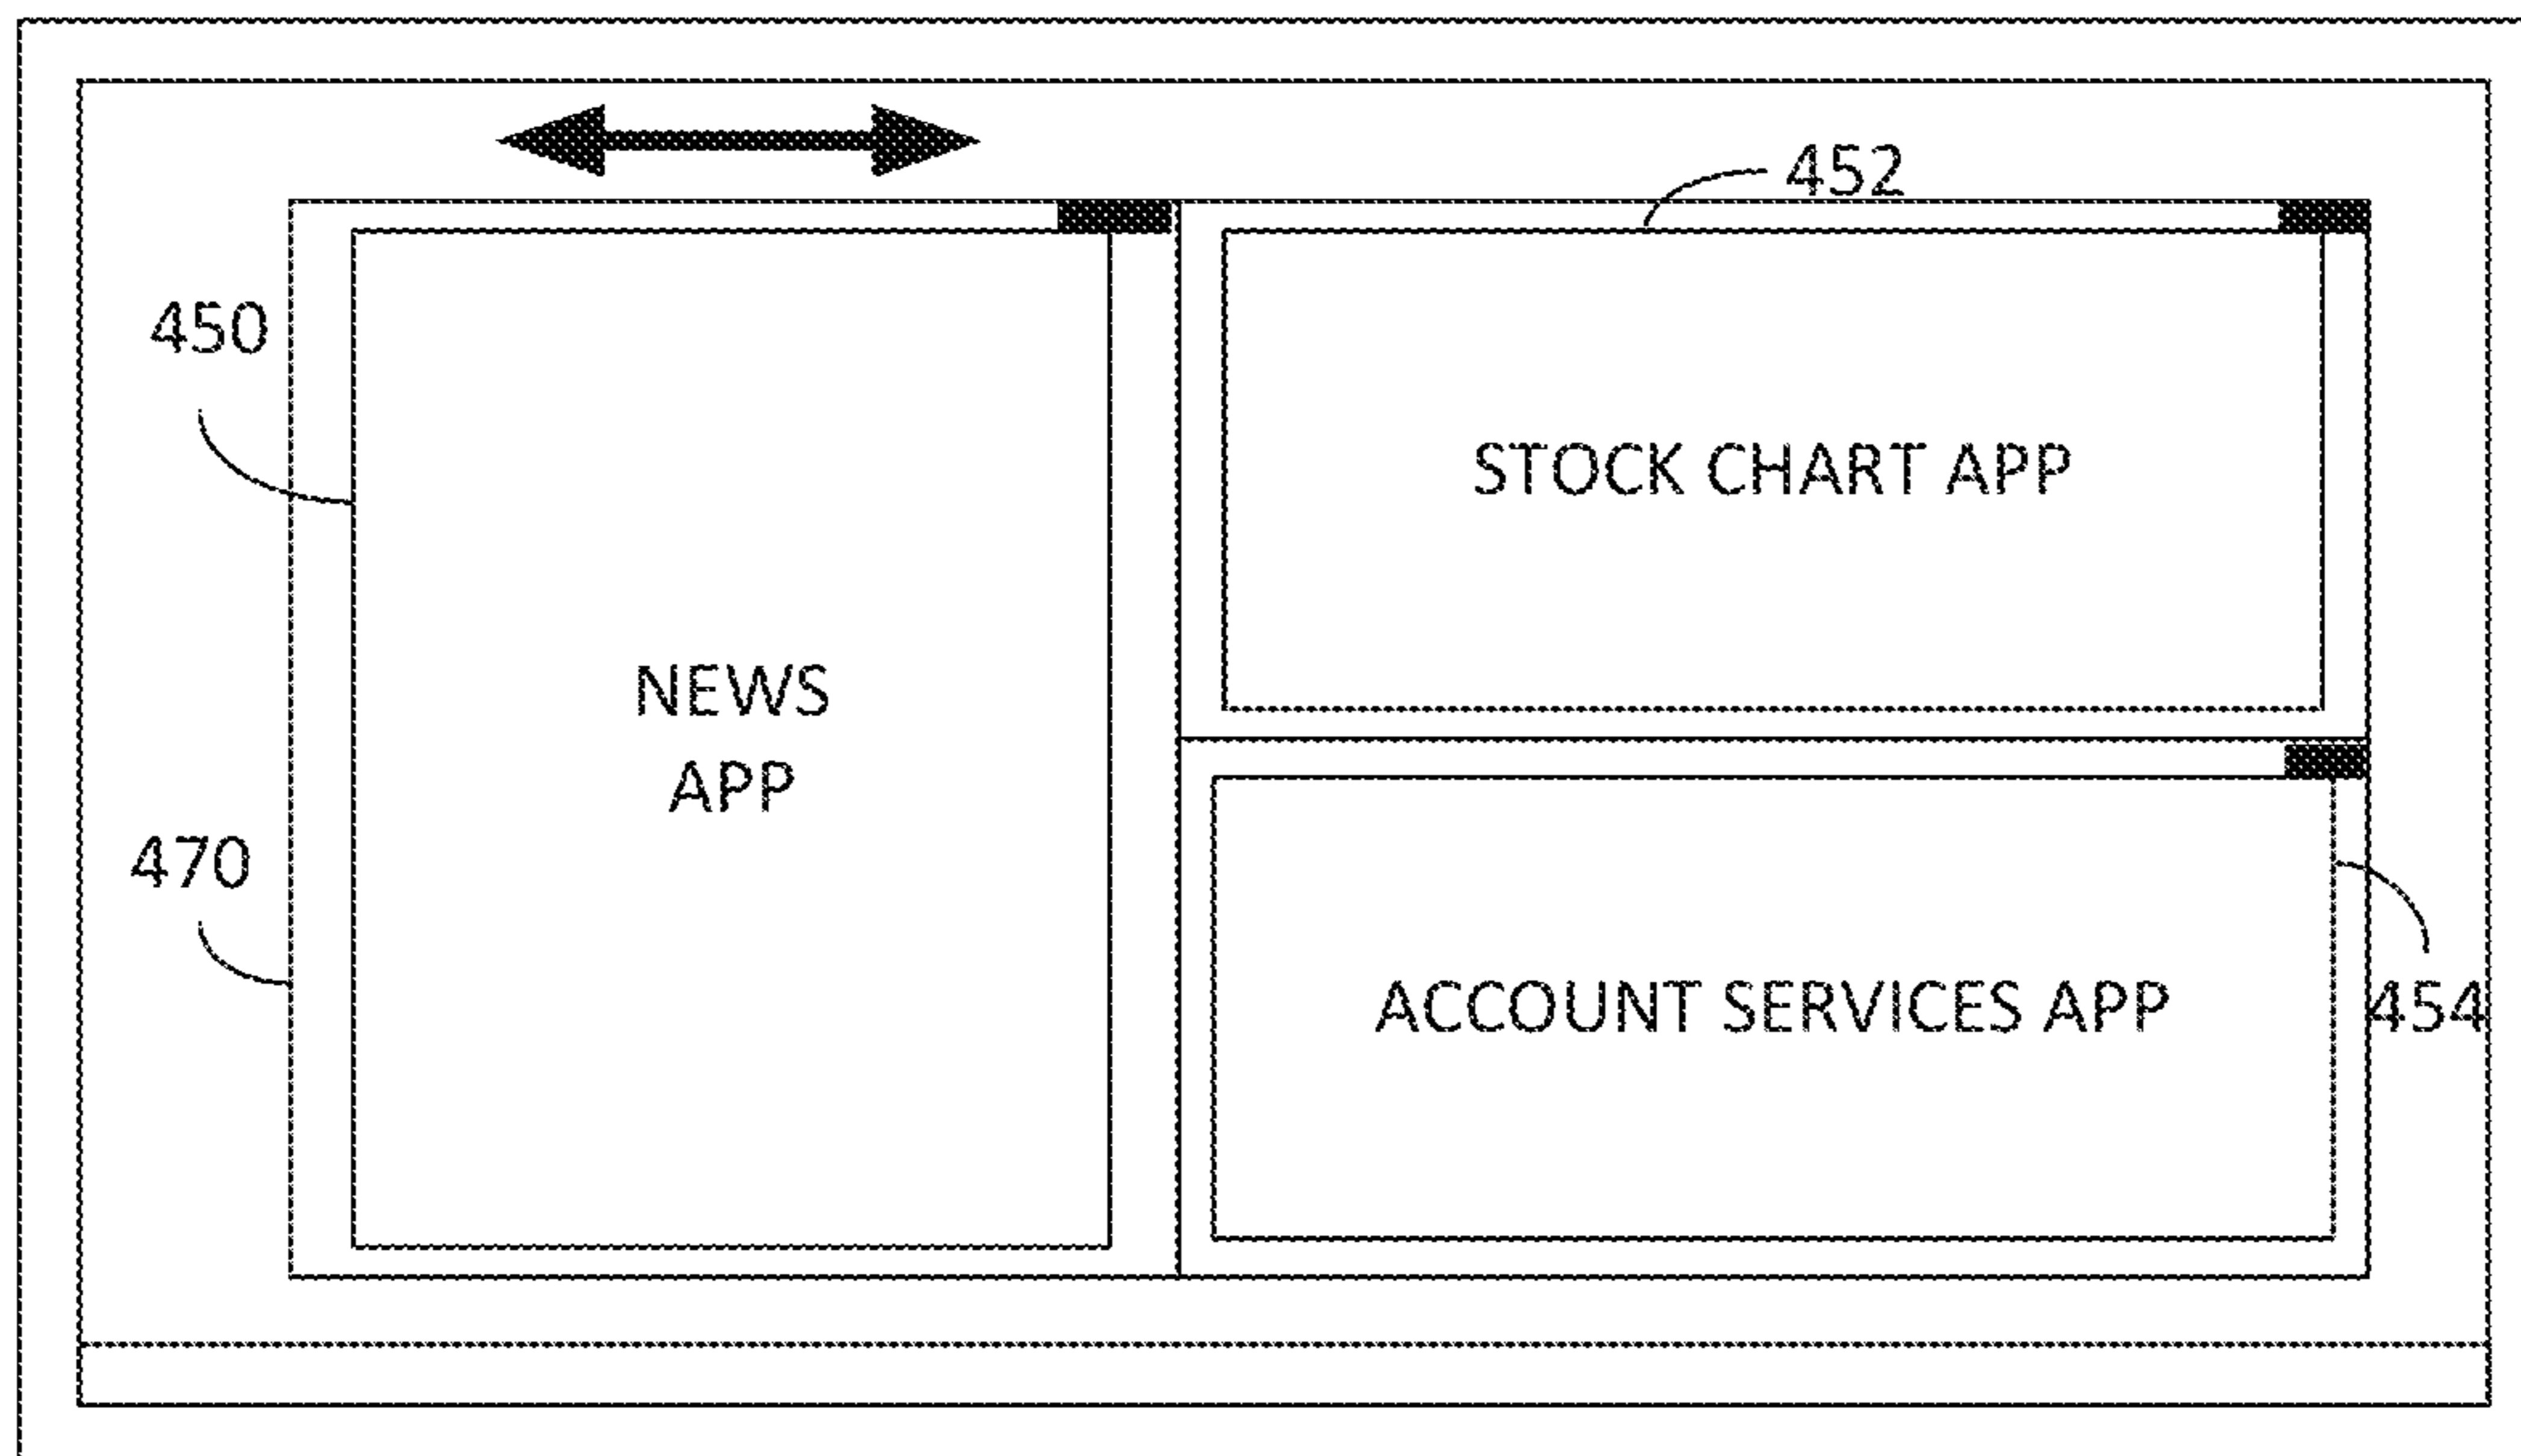 452
450
STOCK CHART APP
NEWS
APP
470
ACCOUNT SERVICES APP
454